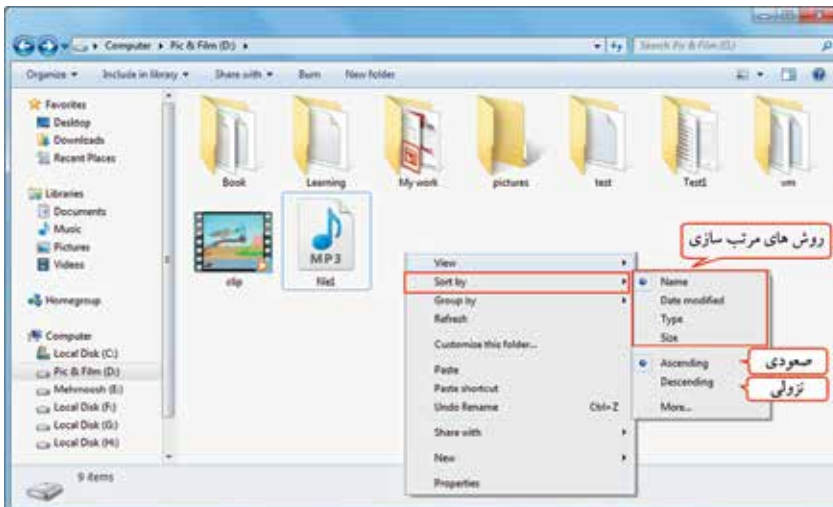 Computer ▸ Pic & Film (D:) ▸
Search Pic & Film (D:)
Organize ▾ Include in library ▾ Share with ▾ Burn New folder
Favorites
Desktop
Downloads
Recent Places
Libraries
Documents
Music
Pictures
Videos
Homegroup
Computer
Local Disk (C:)
Pic & Film (D:)
Mehrnoosh (E:)
Local Disk (F:)
Local Disk (G:)
Local Disk (H:)
Book Learning My work pictures test Test1 vm
MP3
clip file1
View
Sort by
Group by
Refresh
Customize this folder...
Paste
Paste shortcut
Undo Rename Ctrl+Z
Share with
New
Properties
روش های مرتب سازی
Name
Date modified
Type
Size
Ascending
صعودی
Descending
نزولی
More...
9 items